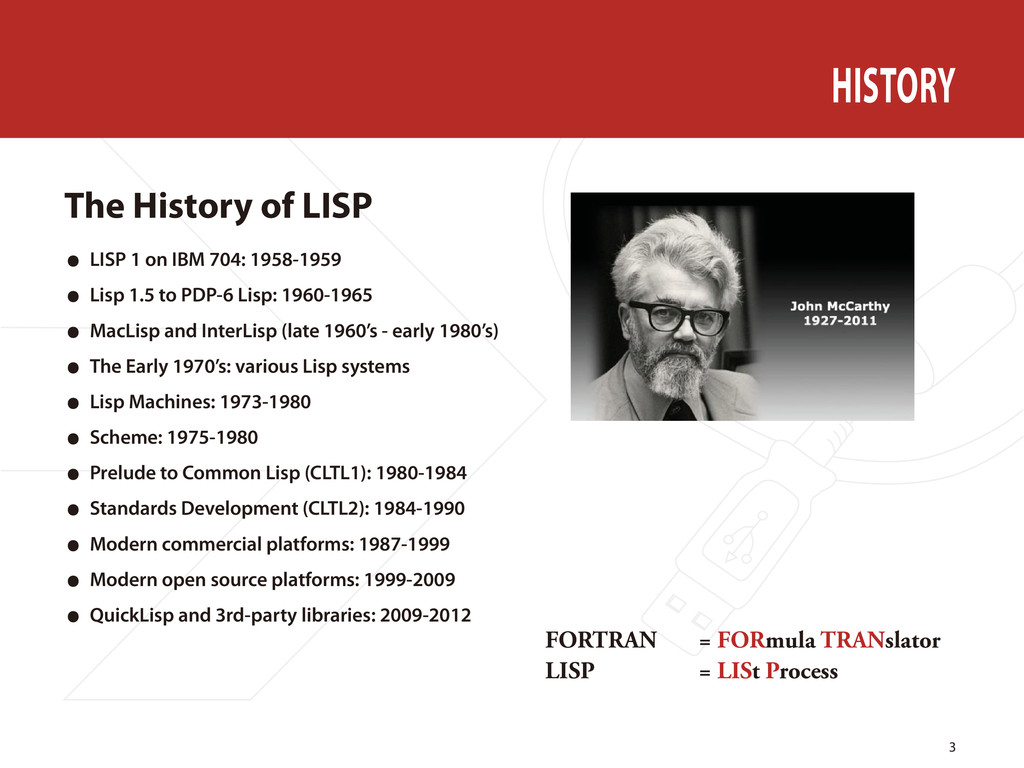 HISTORY
The History of LISP
• LISP 1 on IBM 704: 1958-1959
• Lisp 1.5 to PDP-6 Lisp: 1960-1965
• MacLisp and InterLisp (late 1960’s - early 1980’s)
• The Early 1970’s: various Lisp systems
• Lisp Machines: 1973-1980
• Scheme: 1975-1980
• Prelude to Common Lisp (CLTL1): 1980-1984
• Standards Development (CLTL2): 1984-1990
• Modern commercial platforms: 1987-1999
• Modern open source platforms: 1999-2009
• QuickLisp and 3rd-party libraries: 2009-2012
John McCarthy
1927-2011
FORTRAN = FORmula TRANslator
LISP = LISt Process
3